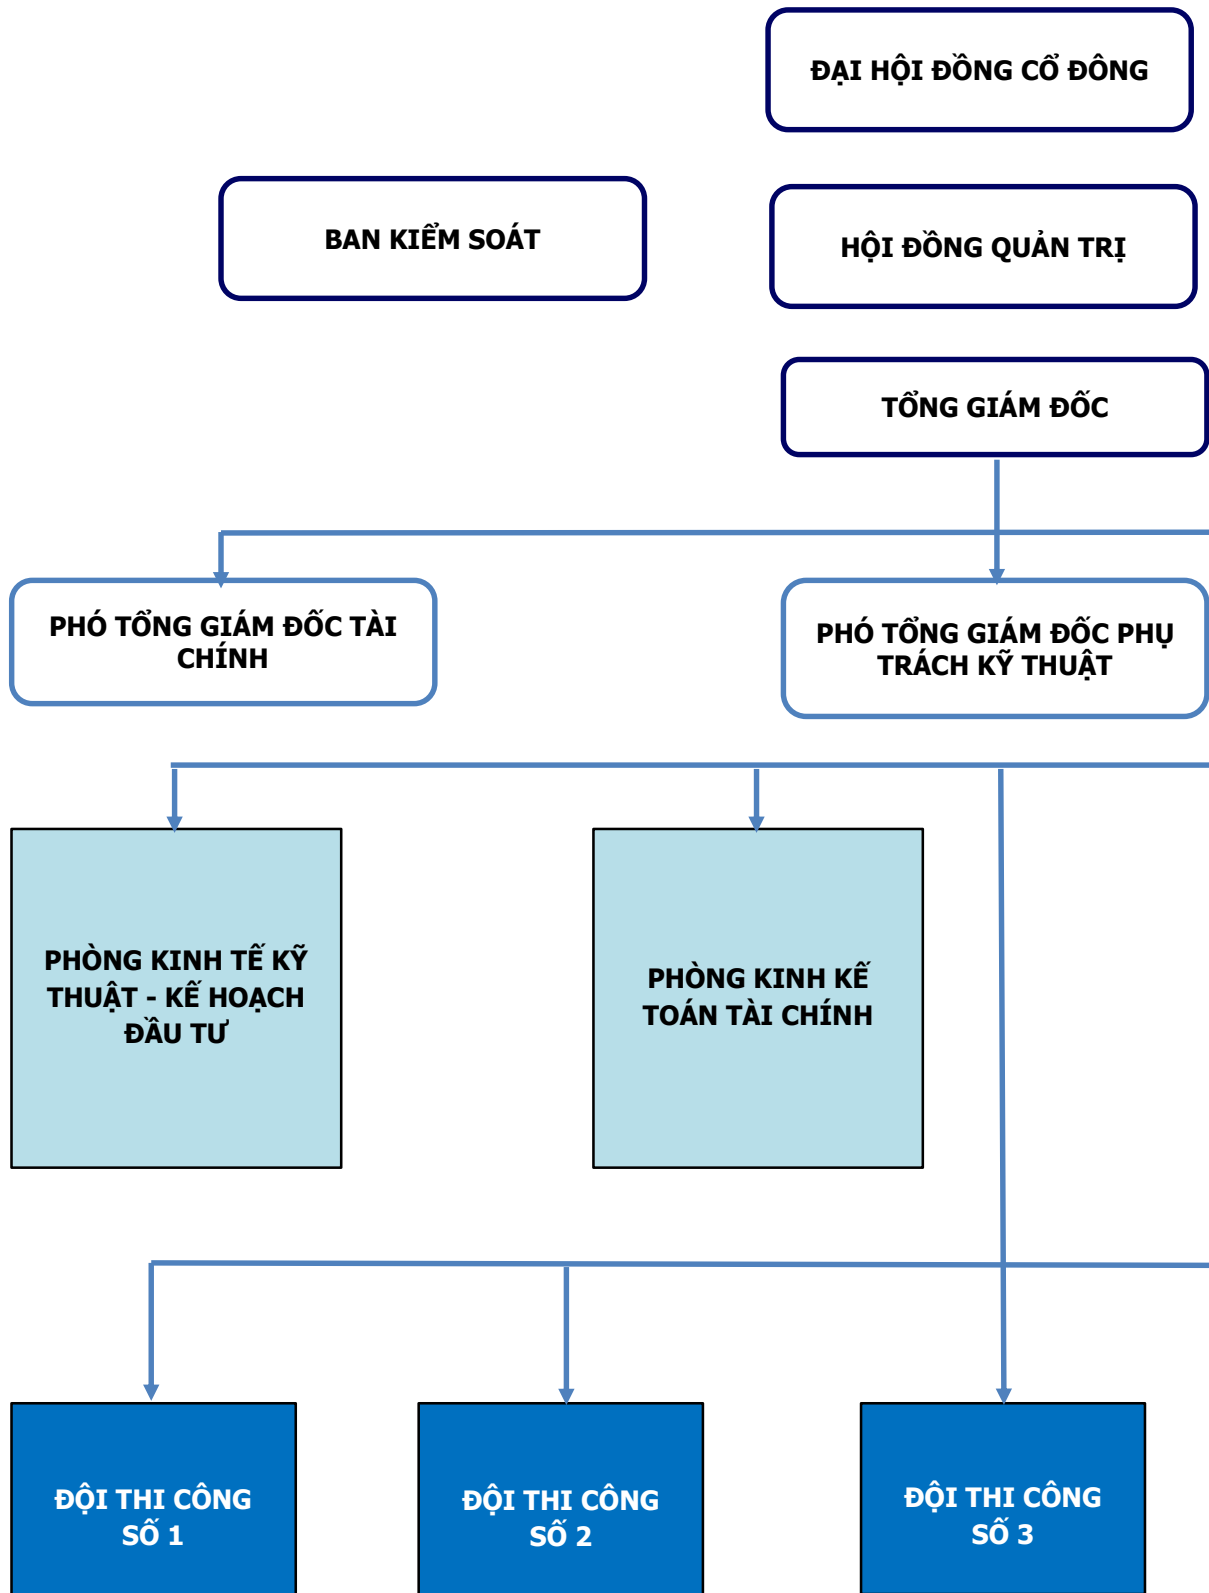 ĐẠI HỘI ĐỒNG CỔ ĐÔNG
BAN KIỂM SOÁT
HỘI ĐỒNG QUẢN TRỊ
TỔNG GIÁM ĐỐC
PHÓ TỔNG GIÁM ĐỐC TÀI
CHÍNH
PHÓ TỔNG GIÁM ĐỐC PHỤ
TRÁCH KỸ THUẬT
PHÒNG KINH TẾ KỸ
THUẬT - KẾ HOẠCH
ĐẦU TƯ
PHÒNG KINH KẾ
TOÁN TÀI CHÍNH
ĐỘI THI CÔNG
SỐ 1
ĐỘI THI CÔNG
SỐ 2
ĐỘI THI CÔNG
SỐ 3